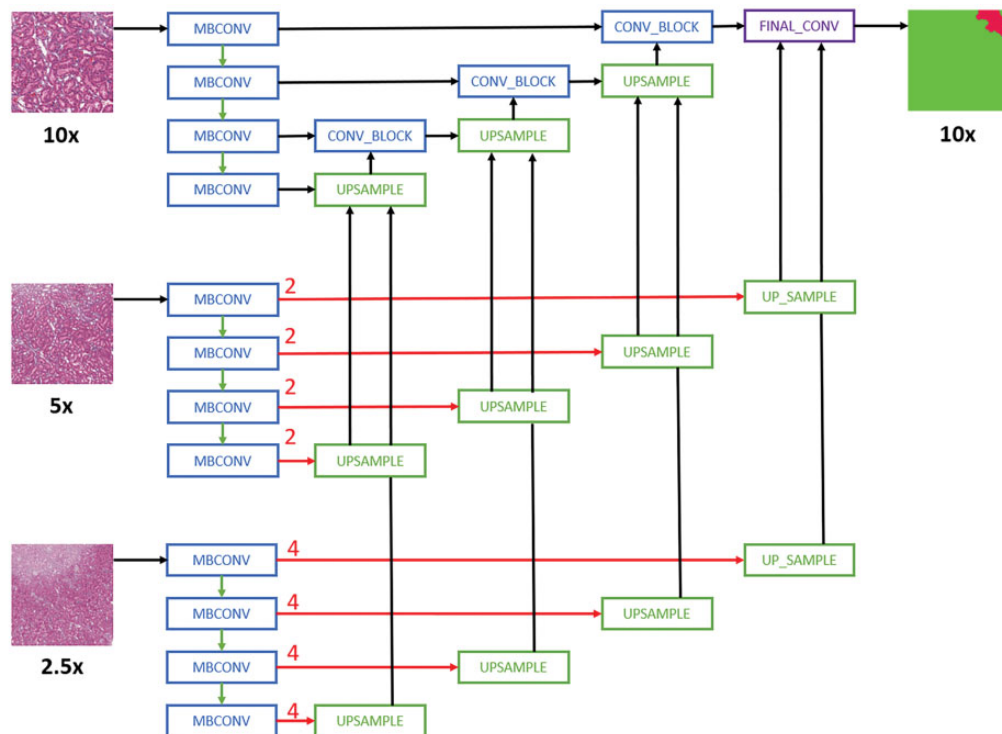 MBCONV
CONV_BLOCK
FINAL_CONV
MBCONV
CONV_BLOCK
UPSAMPLE
10x
10x
MBCONV
CONV_BLOCK
UPSAMPLE
MBCONV
UPSAMPLE
MBCONV
2
UP_SAMPLE
MBCONV
2
UPSAMPLE
5x
MBCONV
2
UPSAMPLE
MBCONV
2
UPSAMPLE
MBCONV
4
UP_SAMPLE
MBCONV
4
UPSAMPLE
2.5x
MBCONV
4
UPSAMPLE
MBCONV
4
UPSAMPLE